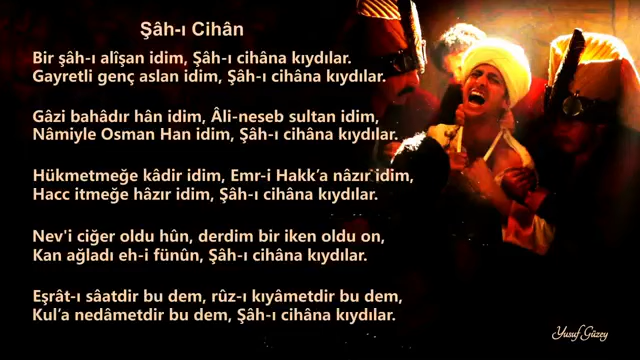 Şâh-ı Cihân
Bir şâh-ı alîşan idim, Şâh-ı cihâna kıydılar.
Gayretli genç aslan idim, Şâh-ı cihâna kıydılar.
Gâzi bahâdır hân idim, Âli-neseb sultan idim,
Nâmiyle Osman Han idim, Şâh-ı cihâna kıydılar.
Hükmetmeğe kâdir idim, Emr-i Hakk’a nâzır idim,
Hacc itmeğe hâzır idim, Şâh-ı cihâna kıydılar.
Nev'i ciğer oldu hûn, derdim bir iken oldu on,
Kan ağladı eh-i fünûn, Şâh-ı cihâna kıydılar.
Eşrât-ı sâatdir bu dem, rûz-ı kıyâmetdir bu dem,
Kul’a nedâmetdir bu dem, Şâh-ı cihâna kıydılar.
Yusuf Güzey